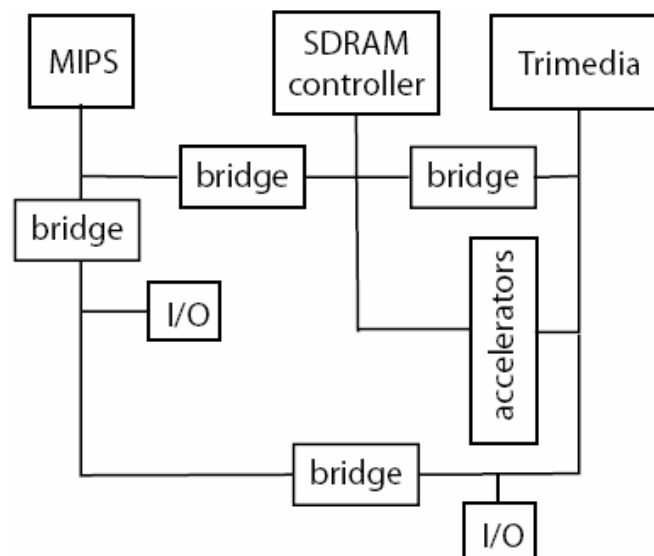 MIPS
SDRAM
controller
Trimedia
bridge
bridge
bridge
accelerators
I/O
bridge
I/O